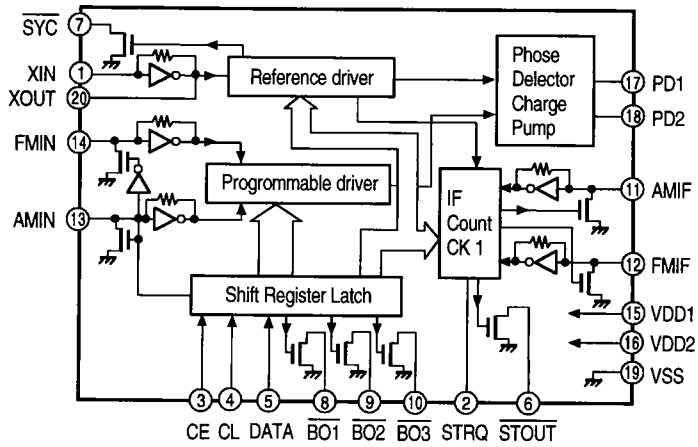 SYC
7
XIN
1
XOUT
20
FMIN
14
AMIN
13
Reference driver
Programmable driver
Shift Register Latch
Phose
Delector
Charge
Pump
IF
Count
CK 1
17 PD1
18 PD2
11 AMIF
12 FMIF
15 VDD1
16 VDD2
19 VSS
3 4 5 8 9 10 2 6
CE CL DATA BO1 BO2 BO3 STRQ STOUT